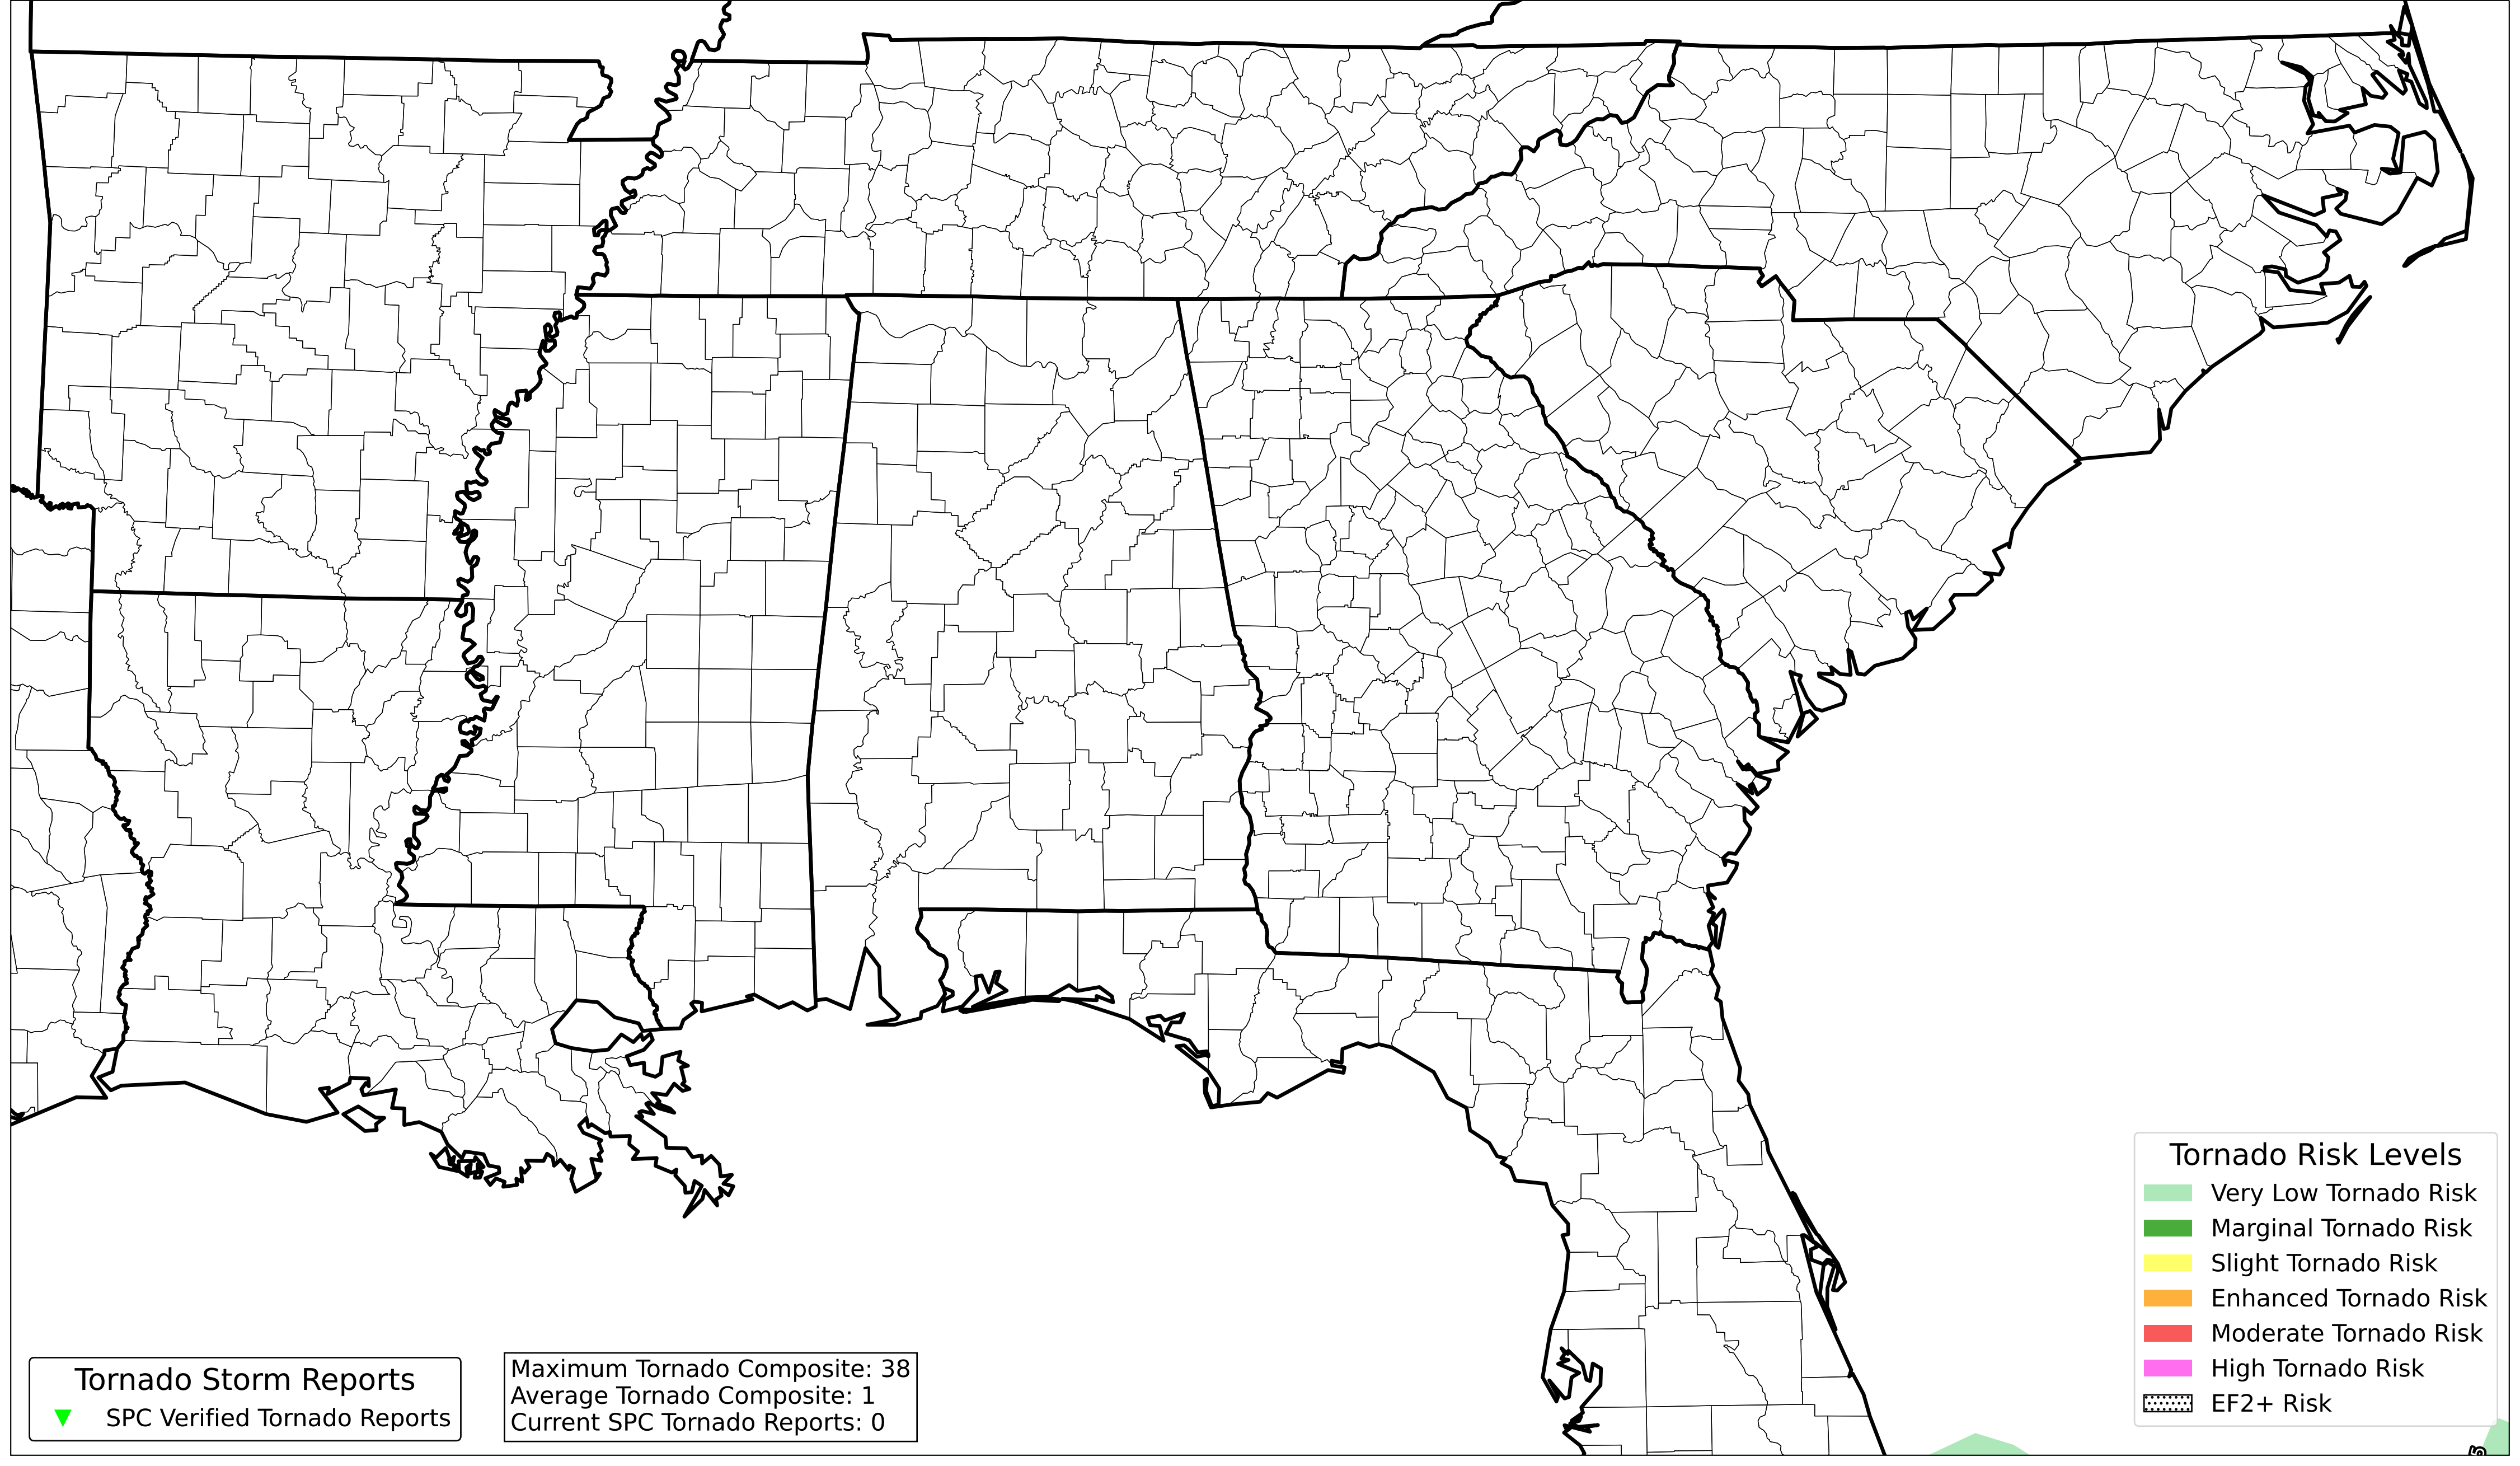 Tornado Risk Levels
Very Low Tornado Risk
Marginal Tornado Risk
Slight Tornado Risk
Enhanced Tornado Risk
Moderate Tornado Risk
High Tornado Risk
EF2+ Risk
Tornado Storm Reports
SPC Verified Tornado Reports
Maximum Tornado Composite: 38
Average Tornado Composite: 1
Current SPC Tornado Reports: 0